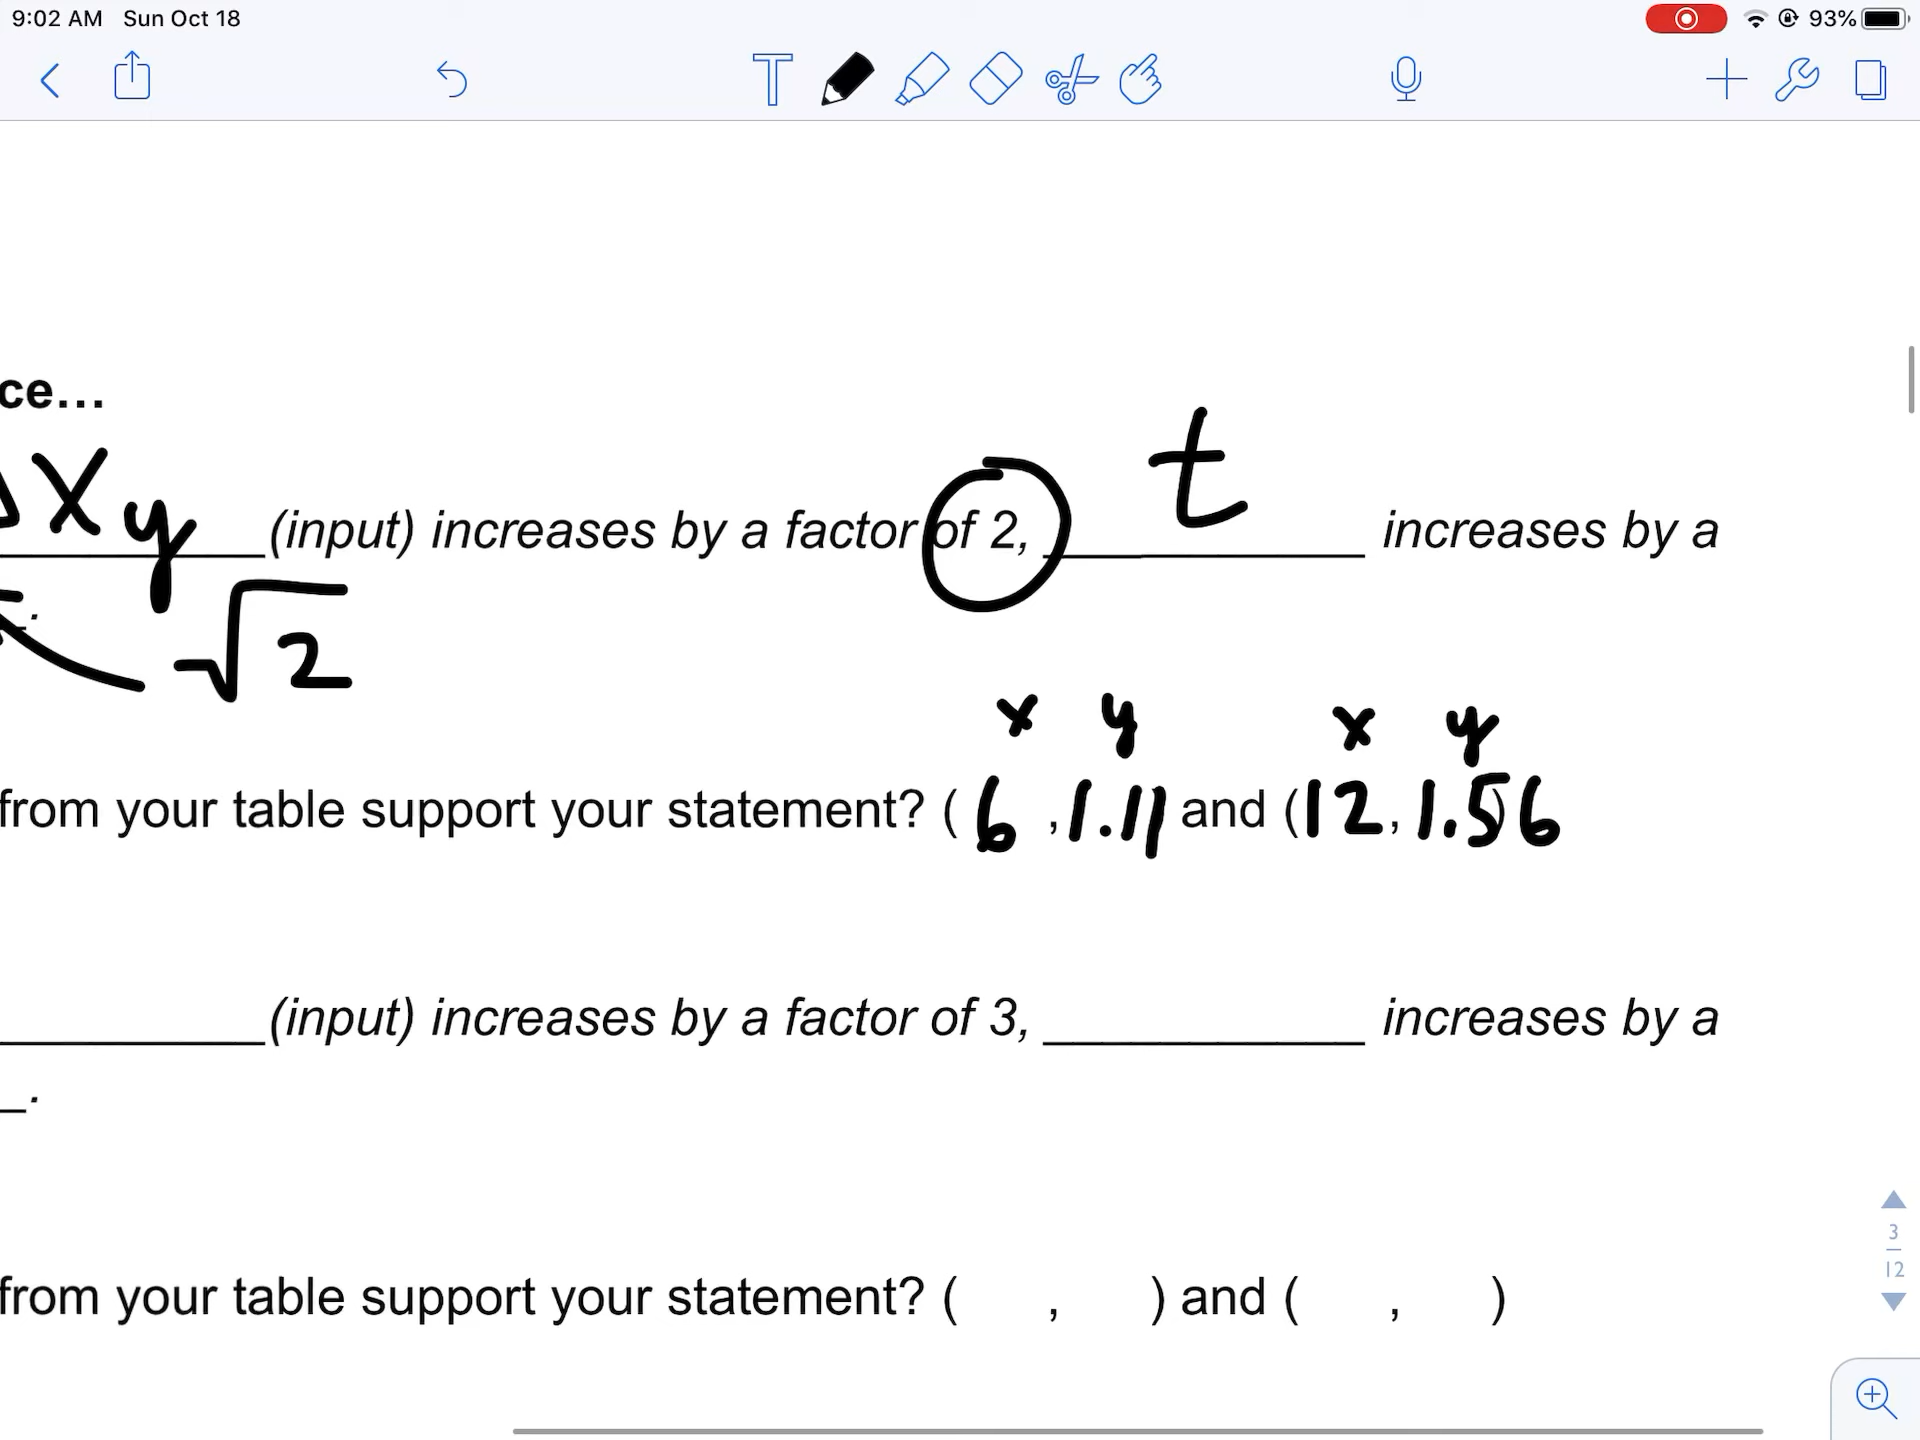 9:02 AM Sun Oct 18 93%
T
ce...
Δxy (input) increases by a factor of 2, t increases by a
√2
x y x y
from your table support your statement? (6, 1.11 and (12, 1.56)
(input) increases by a factor of 3, ____________ increases by a
_.
from your table support your statement? ( , ) and ( , )
3
12